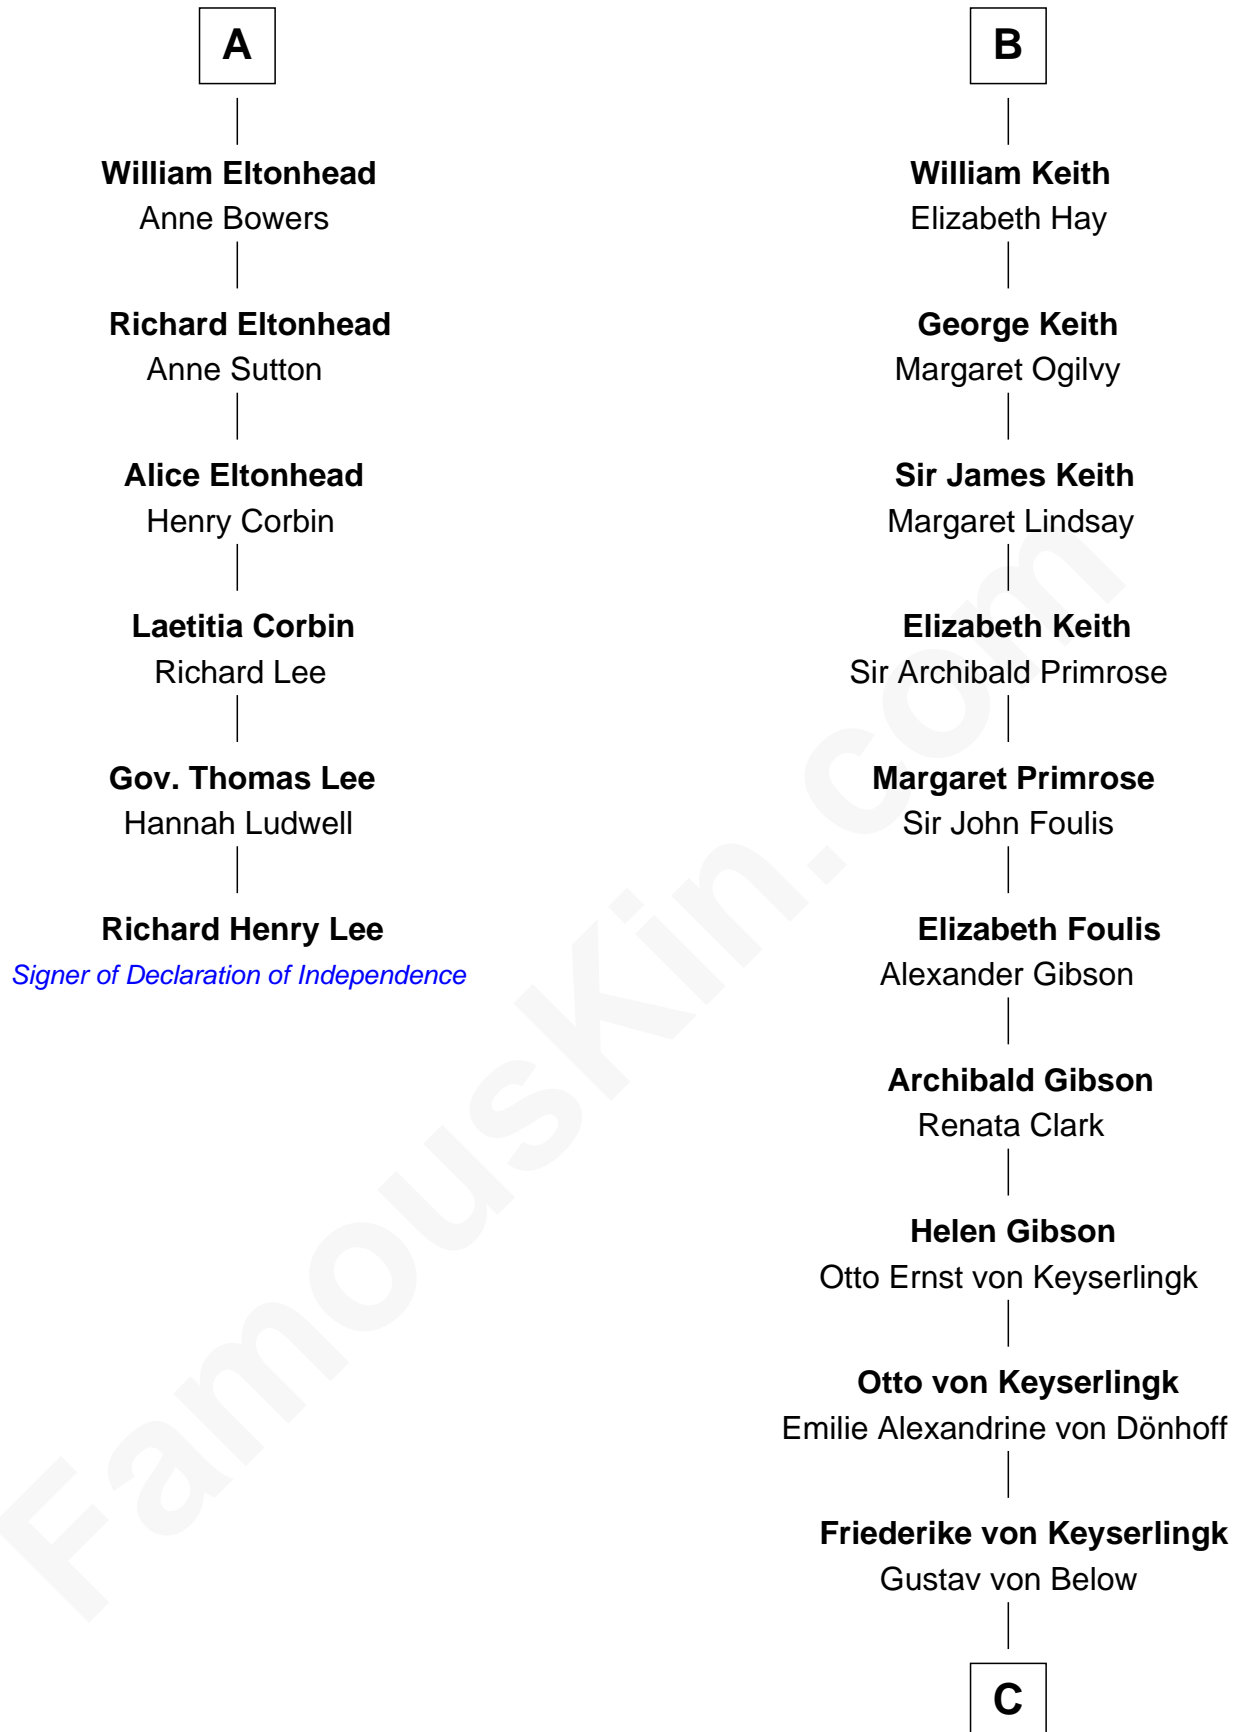 A
William Eltonhead
Anne Bowers
Richard Eltonhead
Anne Sutton
Alice Eltonhead
Henry Corbin
Laetitia Corbin
Richard Lee
Gov. Thomas Lee
Hannah Ludwell
Richard Henry Lee
Signer of Declaration of Independence
B
William Keith
Elizabeth Hay
George Keith
Margaret Ogilvy
Sir James Keith
Margaret Lindsay
Elizabeth Keith
Sir Archibald Primrose
Margaret Primrose
Sir John Foulis
Elizabeth Foulis
Alexander Gibson
Archibald Gibson
Renata Clark
Helen Gibson
Otto Ernst von Keyserlingk
Otto von Keyserlingk
Emilie Alexandrine von Dönhoff
Friederike von Keyserlingk
Gustav von Below
C
FamousKin.com